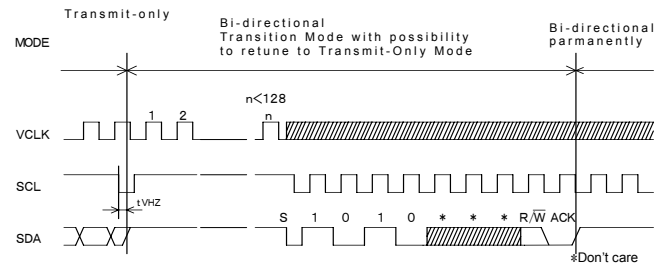 Transmit-only
Bi-directional
Transition Mode with possibility
to retune to Transmit-Only Mode
Bi-directional
parmanently
MODE
n<128
1 2 n
VCLK
SCL
tVHZ
S 1 0 1 0 * * * R/W ACK
SDA
*Don't care